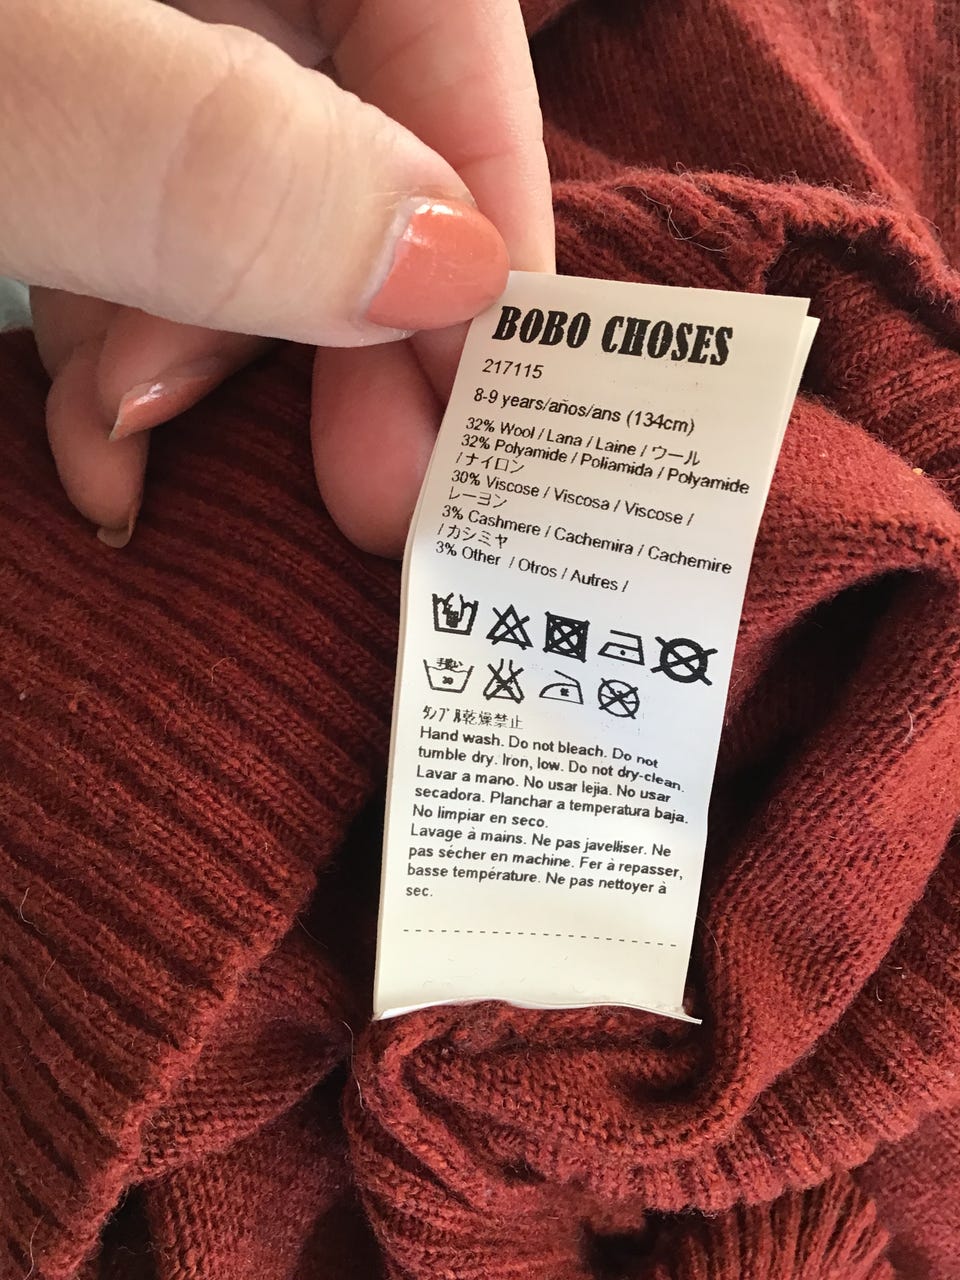 BOBO CHOSES
217115
8-9 years/años/ans (134cm)
32% Wool / Lana / Laine / ウール
32% Polyamide / Poliamida / Polyamide
/ ナイロン
30% Viscose / Viscosa / Viscose /
レーヨン
3% Cashmere / Cachemira / Cachemire
/ カシミヤ
3% Other / Otros / Autres /
手洗い
30
タンブル乾燥禁止
Hand wash. Do not bleach. Do not
tumble dry. Iron, low. Do not dry-clean.
Lavar a mano. No usar lejia. No usar
secadora. Planchar a temperatura baja.
No limpiar en seco.
Lavage à mains. Ne pas javelliser. Ne
pas sécher en machine. Fer à repasser,
basse température. Ne pas nettoyer à
sec.